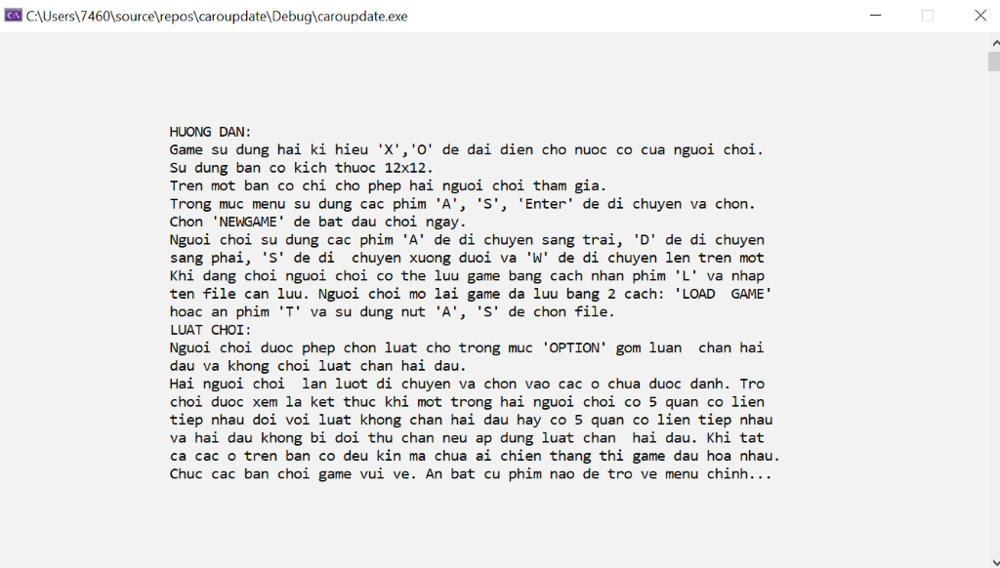 C:\Users\7460\source\repos\caroupdate\Debug\caroupdate.exe
HUONG DAN:
Game su dung hai ki hieu 'X','O' de dai dien cho nuoc co cua nguoi choi.
Su dung ban co kich thuoc 12x12.
Tren mot ban co chi cho phep hai nguoi choi tham gia.
Trong muc menu su dung cac phim 'A', 'S', 'Enter' de di chuyen va chon.
Chon 'NEWGAME' de bat dau choi ngay.
Nguoi choi su dung cac phim 'A' de di chuyen sang trai, 'D' de di chuyen
sang phai, 'S' de di  chuyen xuong duoi va 'W' de di chuyen len tren mot
Khi dang choi nguoi choi co the luu game bang cach nhan phim 'L' va nhap
ten file can luu. Nguoi choi mo lai game da luu bang 2 cach: 'LOAD  GAME'
hoac an phim 'T' va su dung nut 'A', 'S' de chon file.
LUAT CHOI:
Nguoi choi duoc phep chon luat cho trong muc 'OPTION' gom luan  chan hai
dau va khong choi luat chan hai dau.
Hai nguoi choi  lan luot di chuyen va chon vao cac o chua duoc danh. Tro
choi duoc xem la ket thuc khi mot trong hai nguoi choi co 5 quan co lien
tiep nhau doi voi luat khong chan hai dau hay co 5 quan co lien tiep nhau
va hai dau khong bi doi thu chan neu ap dung luat chan  hai dau. Khi tat
ca cac o tren ban co deu kin ma chua ai chien thang thi game dau hoa nhau.
Chuc cac ban choi game vui ve. An bat cu phim nao de tro ve menu chinh...